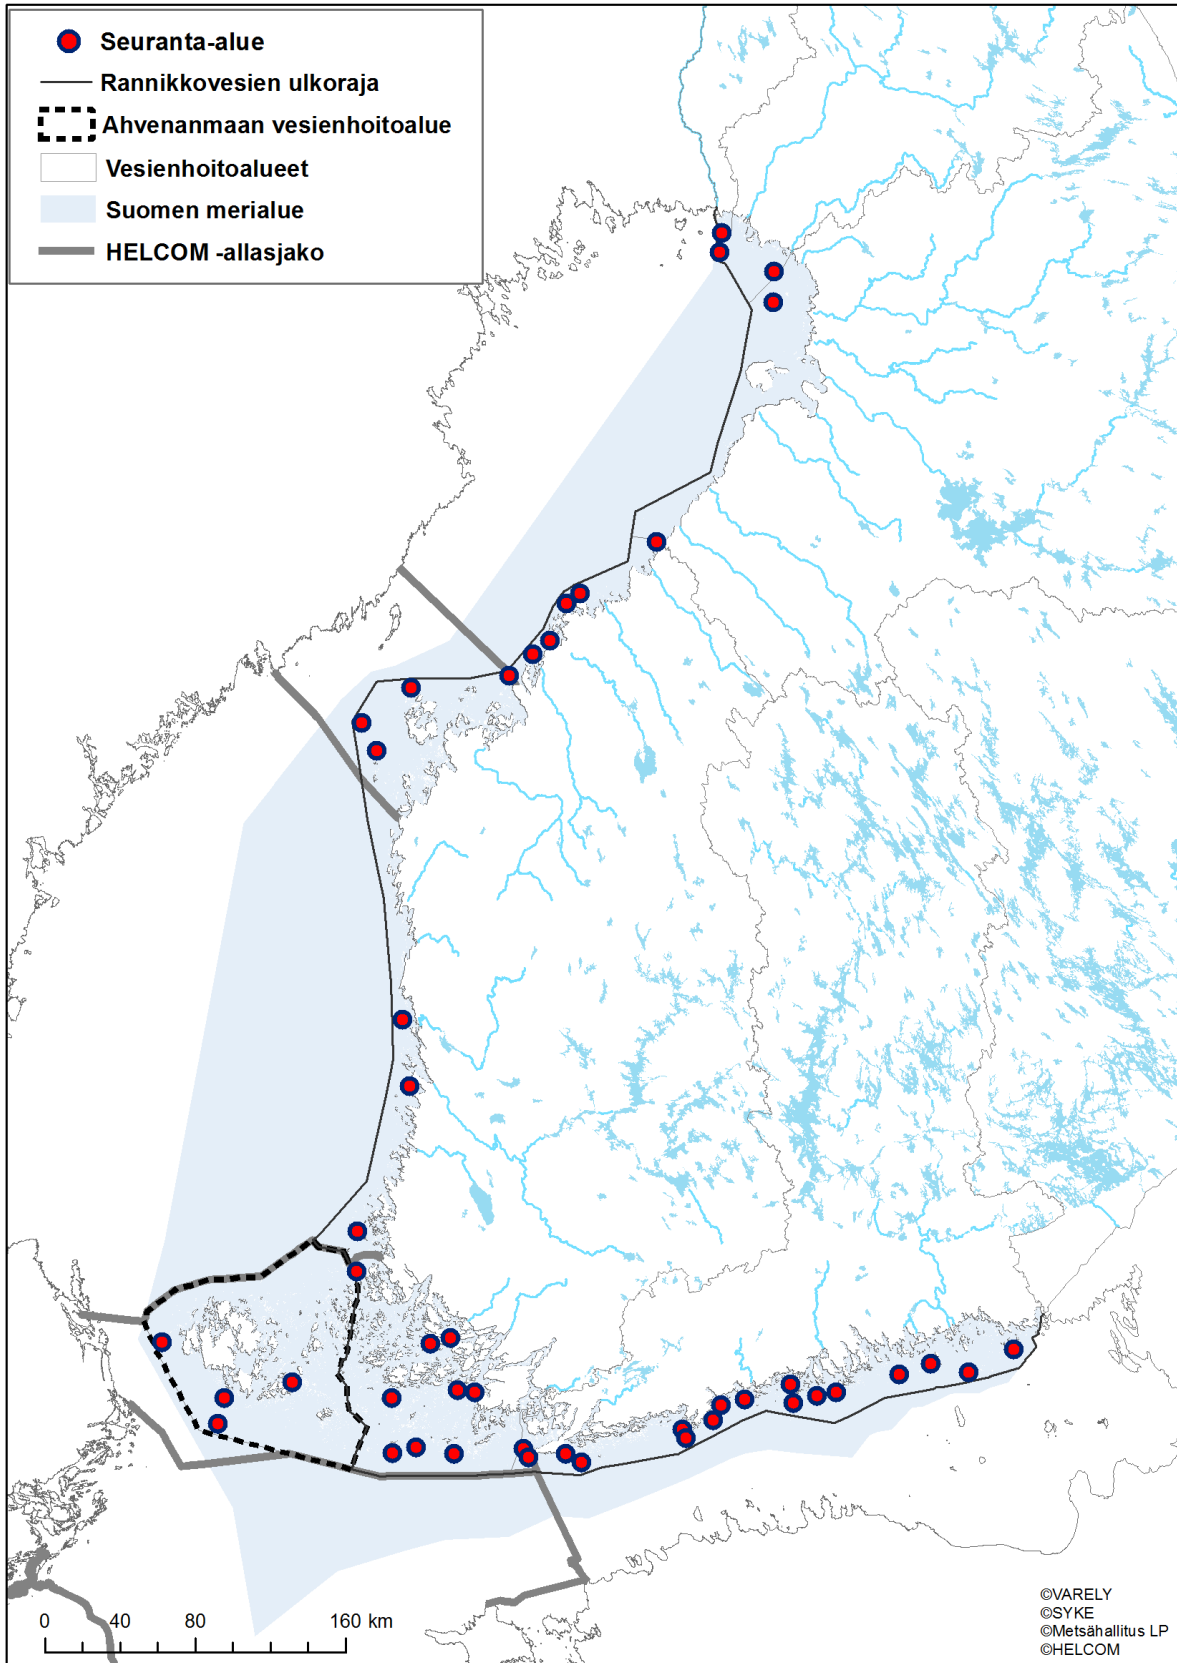 Seuranta-alue
Rannikkovesien ulkoraja
Ahvenanmaan vesienhoitoalue
Vesienhoitoalueet
Suomen merialue
HELCOM -allasjako
0 40 80 160 km
©VARELY
©SYKE
©Metsähallitus LP
©HELCOM